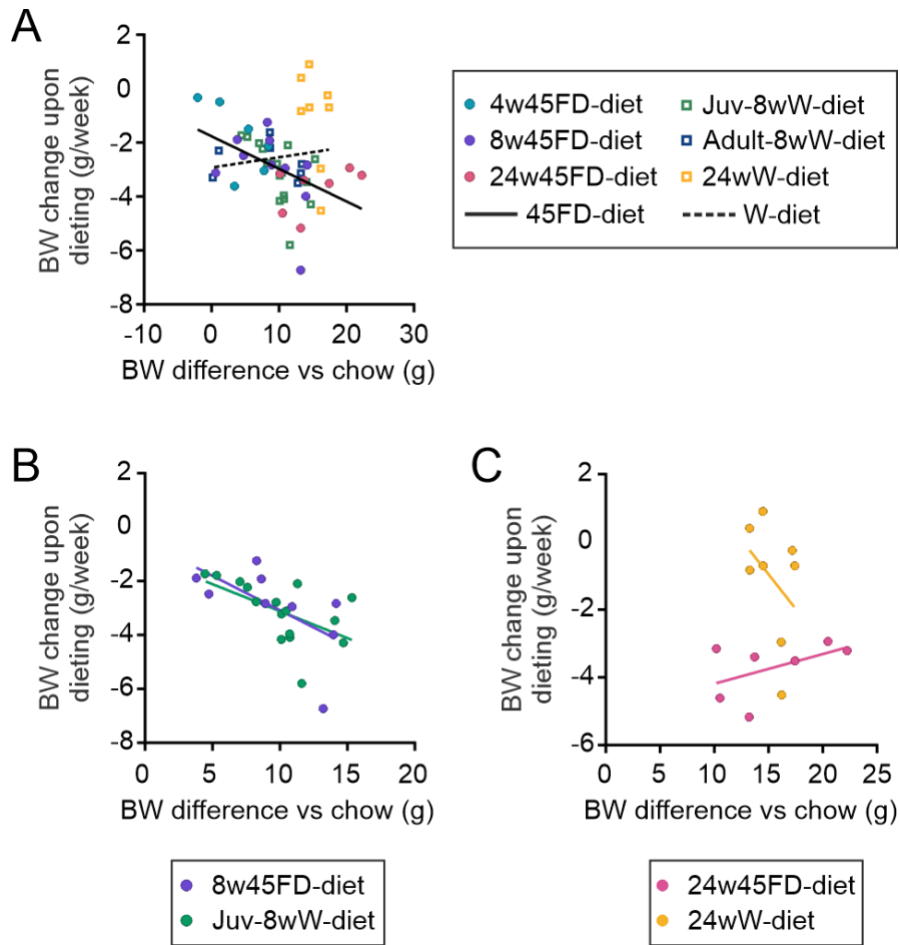 A
2
0
-2
-4
-6
-8
-10 0 10 20 30
BW change upon
dieting (g/week)
BW difference vs chow (g)
4w45FD-diet Juv-8wW-diet
8w45FD-diet Adult-8wW-diet
24w45FD-diet 24wW-diet
45FD-diet W-diet
B
2
0
-2
-4
-6
-8
0 5 10 15 20
BW change upon
dieting (g/week)
BW difference vs chow (g)
8w45FD-diet
Juv-8wW-diet
C
2
0
-2
-4
-6
0 5 10 15 20 25
BW change upon
dieting (g/week)
BW difference vs chow (g)
24w45FD-diet
24wW-diet